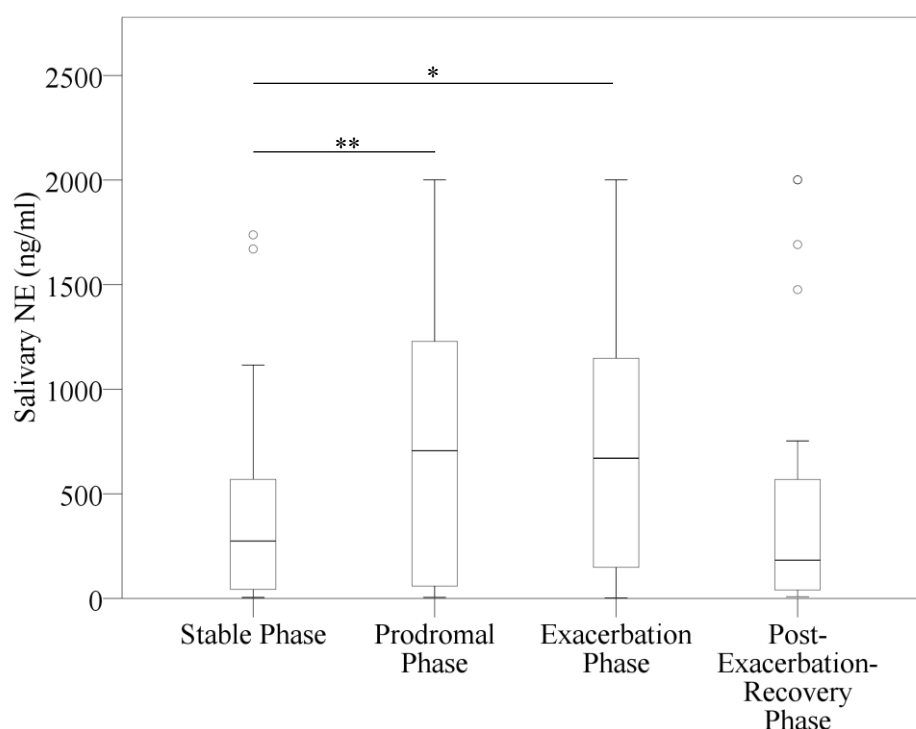 2500
*
**
2000
1500
1000
500
0
Salivary NE (ng/ml)
Stable Phase
Prodromal
Phase
Exacerbation
Phase
Post-
Exacerbation-
Recovery
Phase